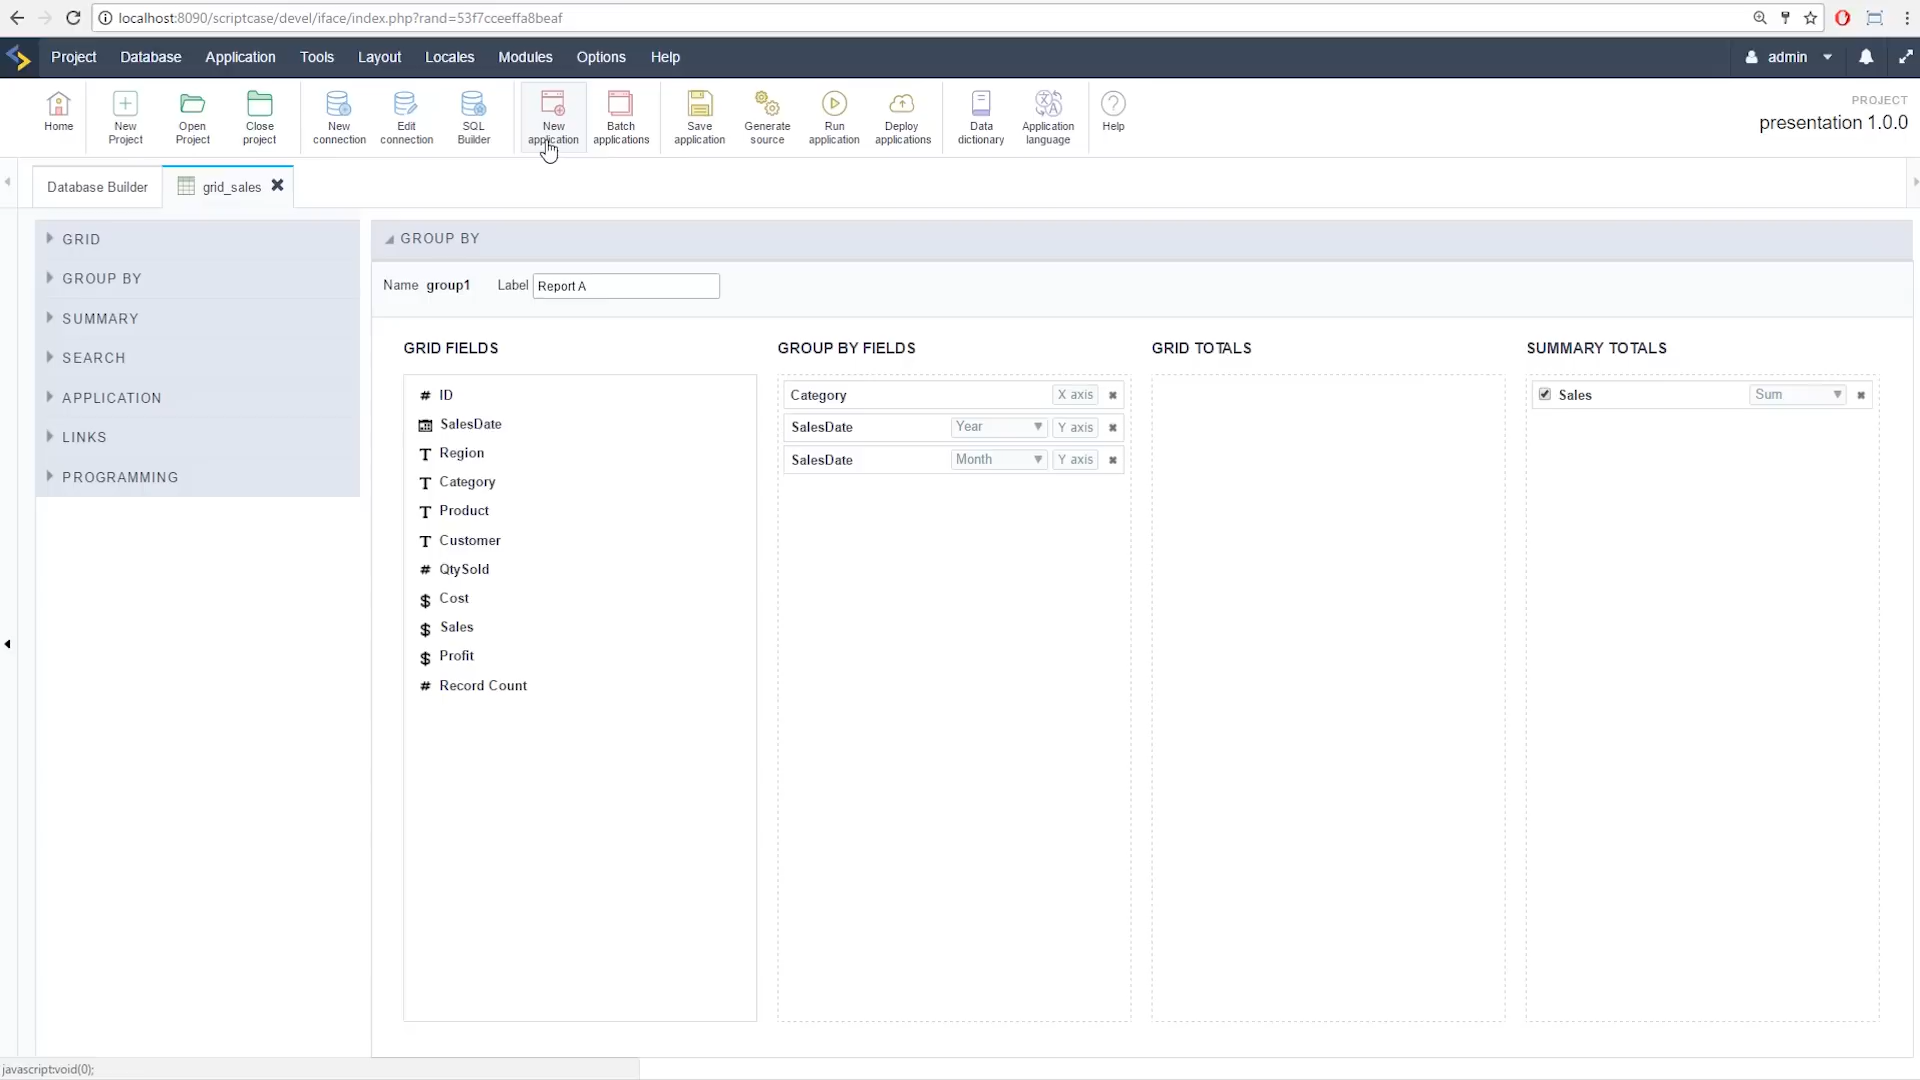 localhost:8090/scriptcase/devel/iface/index.php?rand=53f7cceeffa8beaf
Project Database Application Tools Layout Locales Modules Options Help admin
Home
New Project
Open Project
Close project
New connection
Edit connection
SQL Builder
New application
Batch applications
Save application
Generate source
Run application
Deploy applications
Data dictionary
Application language
Help
PROJECT
presentation 1.0.0
Database Builder
grid_sales
GRID
GROUP BY
SUMMARY
SEARCH
APPLICATION
LINKS
PROGRAMMING
GROUP BY
Name group1 Label Report A
GRID FIELDS
# ID
SalesDate
T Region
T Category
T Product
T Customer
# QtySold
$ Cost
$ Sales
$ Profit
# Record Count
GROUP BY FIELDS
Category X axis
SalesDate Year Y axis
SalesDate Month Y axis
GRID TOTALS
SUMMARY TOTALS
Sales Sum
javascript:void(0);